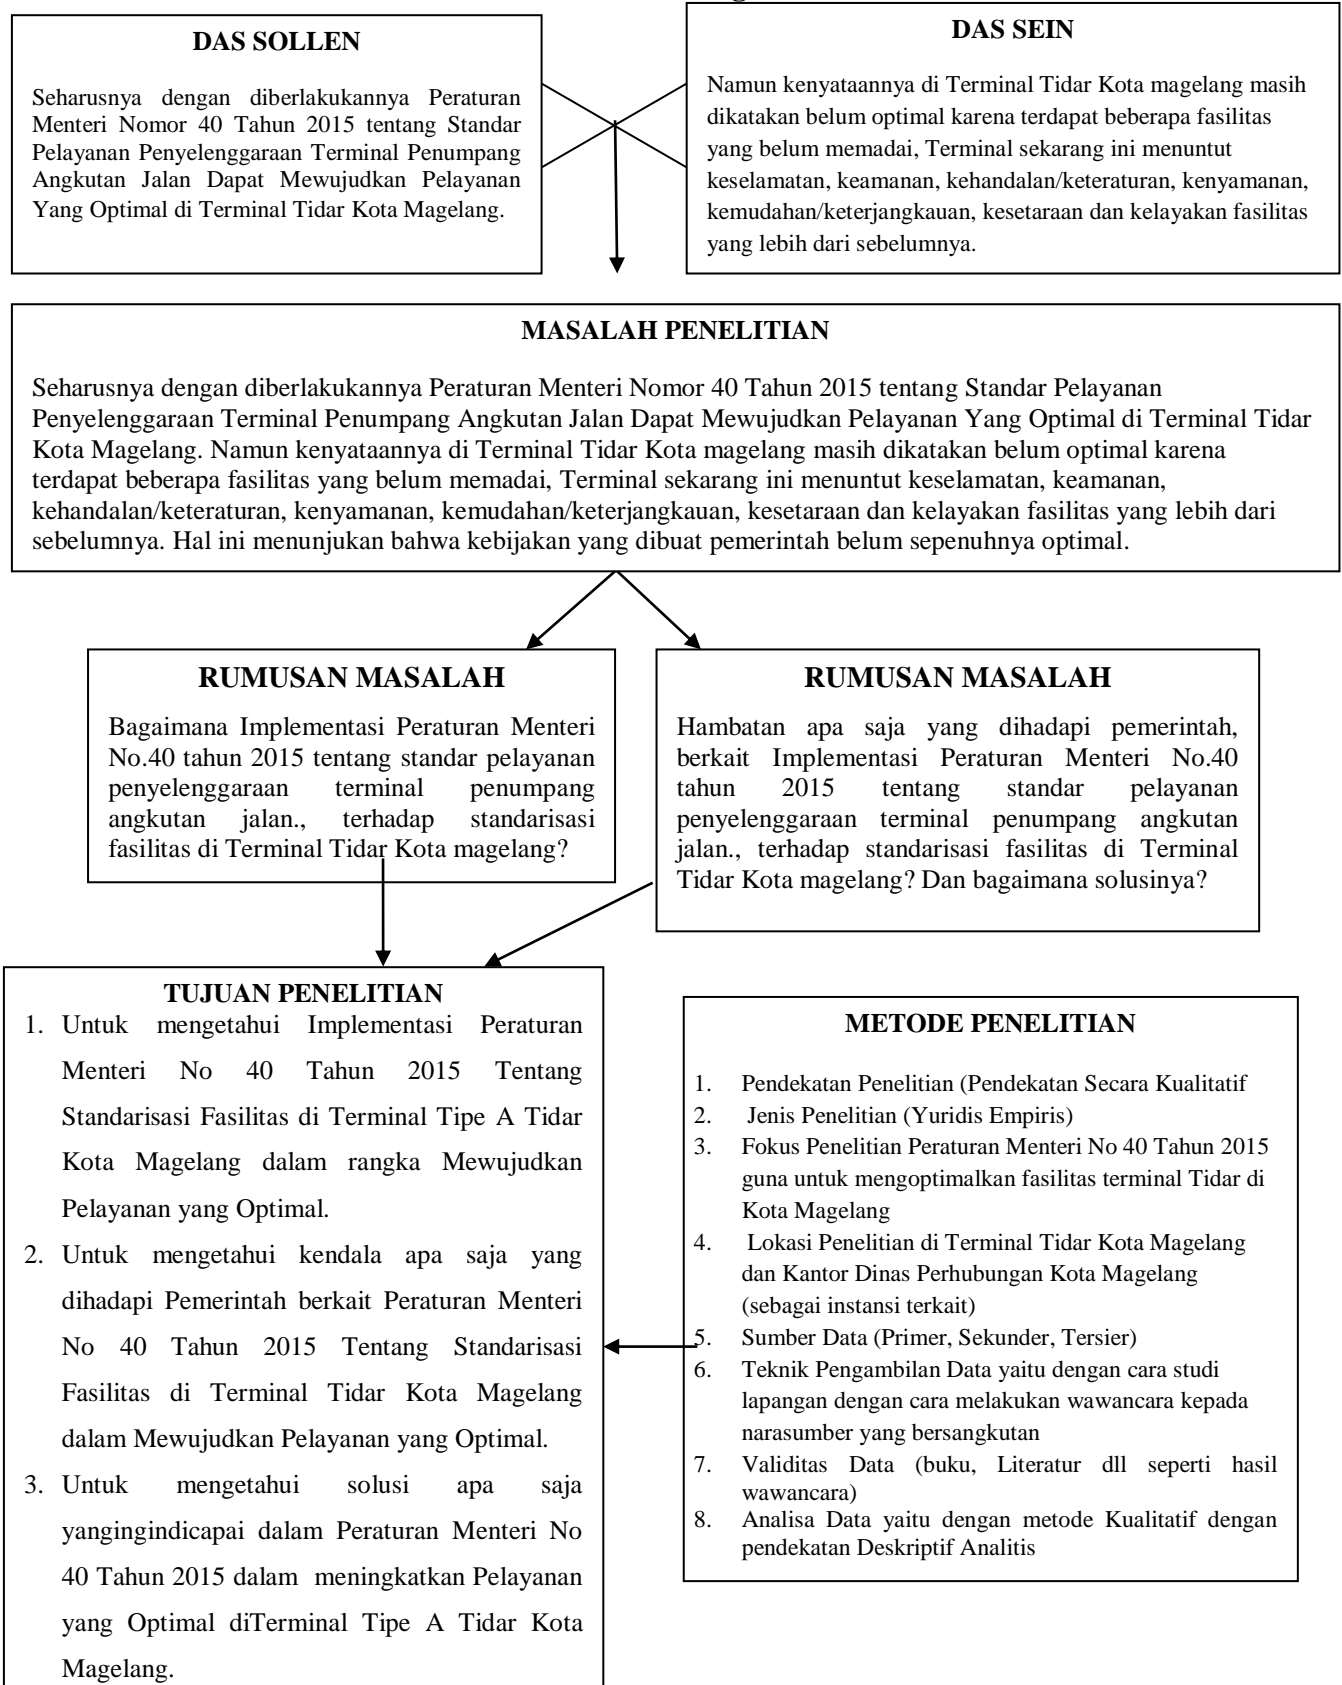 DAS SOLLEN
Seharusnya dengan diberlakukannya Peraturan
Menteri Nomor 40 Tahun 2015 tentang Standar
Pelayanan Penyelenggaraan Terminal Penumpang
Angkutan Jalan Dapat Mewujudkan Pelayanan
Yang Optimal di Terminal Tidar Kota Magelang.
DAS SEIN
Namun kenyataannya di Terminal Tidar Kota magelang masih
dikatakan belum optimal karena terdapat beberapa fasilitas
yang belum memadai, Terminal sekarang ini menuntut
keselamatan, keamanan, kehandalan/keteraturan, kenyamanan,
kemudahan/keterjangkauan, kesetaraan dan kelayakan fasilitas
yang lebih dari sebelumnya.
MASALAH PENELITIAN
Seharusnya dengan diberlakukannya Peraturan Menteri Nomor 40 Tahun 2015 tentang Standar Pelayanan
Penyelenggaraan Terminal Penumpang Angkutan Jalan Dapat Mewujudkan Pelayanan Yang Optimal di Terminal Tidar
Kota Magelang. Namun kenyataannya di Terminal Tidar Kota magelang masih dikatakan belum optimal karena
terdapat beberapa fasilitas yang belum memadai, Terminal sekarang ini menuntut keselamatan, keamanan,
kehandalan/keteraturan, kenyamanan, kemudahan/keterjangkauan, kesetaraan dan kelayakan fasilitas yang lebih dari
sebelumnya. Hal ini menunjukan bahwa kebijakan yang dibuat pemerintah belum sepenuhnya optimal.
RUMUSAN MASALAH
Bagaimana Implementasi Peraturan Menteri
No.40 tahun 2015 tentang standar pelayanan
penyelenggaraan terminal penumpang
angkutan jalan., terhadap standarisasi
fasilitas di Terminal Tidar Kota magelang?
RUMUSAN MASALAH
Hambatan apa saja yang dihadapi pemerintah,
berkait Implementasi Peraturan Menteri No.40
tahun 2015 tentang standar pelayanan
penyelenggaraan terminal penumpang angkutan
jalan., terhadap standarisasi fasilitas di Terminal
Tidar Kota magelang? Dan bagaimana solusinya?
TUJUAN PENELITIAN
1. Untuk mengetahui Implementasi Peraturan
Menteri No 40 Tahun 2015 Tentang
Standarisasi Fasilitas di Terminal Tipe A Tidar
Kota Magelang dalam rangka Mewujudkan
Pelayanan yang Optimal.
2. Untuk mengetahui kendala apa saja yang
dihadapi Pemerintah berkait Peraturan Menteri
No 40 Tahun 2015 Tentang Standarisasi
Fasilitas di Terminal Tidar Kota Magelang
dalam Mewujudkan Pelayanan yang Optimal.
3. Untuk mengetahui solusi apa saja
yangingindicapai dalam Peraturan Menteri No
40 Tahun 2015 dalam meningkatkan Pelayanan
yang Optimal diTerminal Tipe A Tidar Kota
Magelang.
METODE PENELITIAN
1. Pendekatan Penelitian (Pendekatan Secara Kualitatif
2. Jenis Penelitian (Yuridis Empiris)
3. Fokus Penelitian Peraturan Menteri No 40 Tahun 2015
guna untuk mengoptimalkan fasilitas terminal Tidar di
Kota Magelang
4. Lokasi Penelitian di Terminal Tidar Kota Magelang
dan Kantor Dinas Perhubungan Kota Magelang
(sebagai instansi terkait)
5. Sumber Data (Primer, Sekunder, Tersier)
6. Teknik Pengambilan Data yaitu dengan cara studi
lapangan dengan cara melakukan wawancara kepada
narasumber yang bersangkutan
7. Validitas Data (buku, Literatur dll seperti hasil
wawancara)
8. Analisa Data yaitu dengan metode Kualitatif dengan
pendekatan Deskriptif Analitis